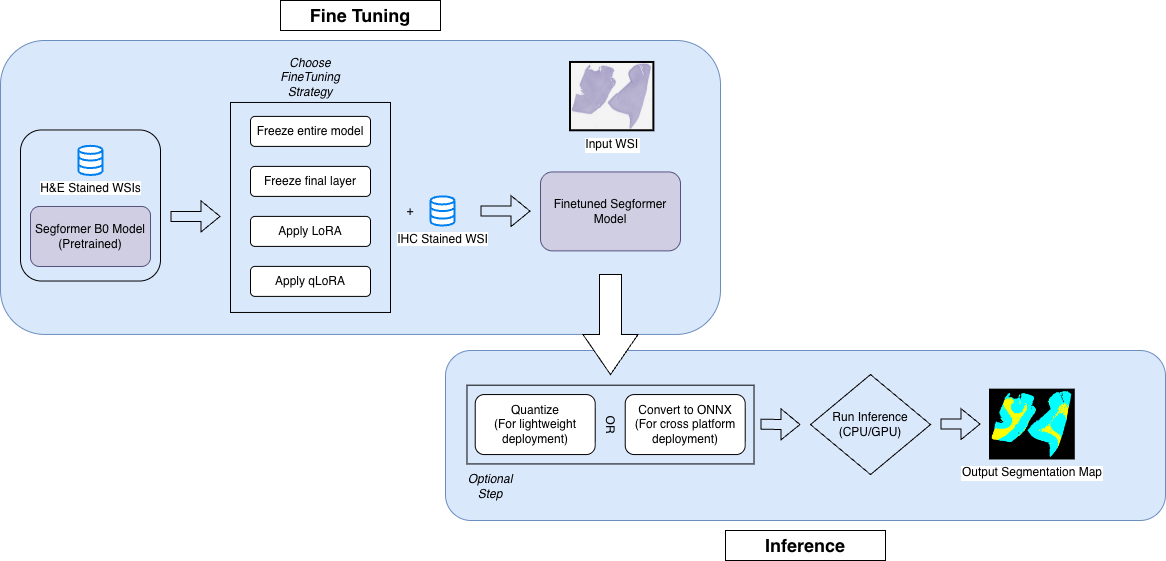 Fine Tuning
Choose
FineTuning
Strategy
Freeze entire model
Freeze final layer
Apply LoRA
Apply qLoRA
H&E Stained WSIs
Segformer B0 Model
(Pretrained)
+
IHC Stained WSI
Input WSI
Finetuned Segformer
Model
Quantize
(For lightweight
deployment)
OR
Convert to ONNX
(For cross platform
deployment)
Optional
Step
Run Inference
(CPU/GPU)
Output Segmentation Map
Inference